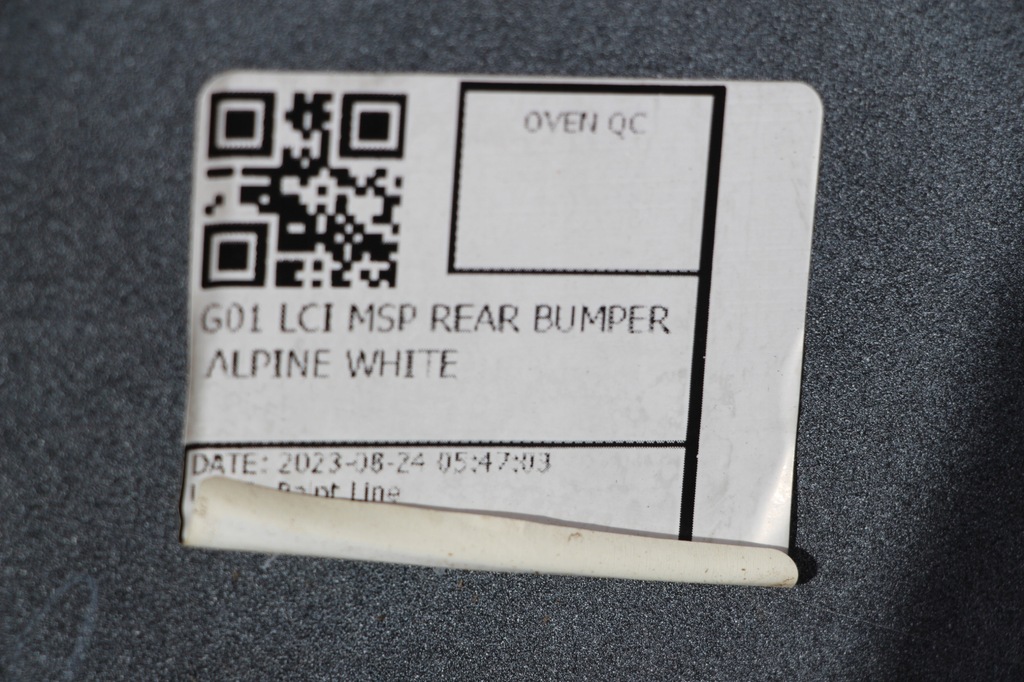 OVEN QC
G01 LCI MSP REAR BUMPER
ALPINE WHITE
DATE: 2023-08-24 05:47:03
Paint Line